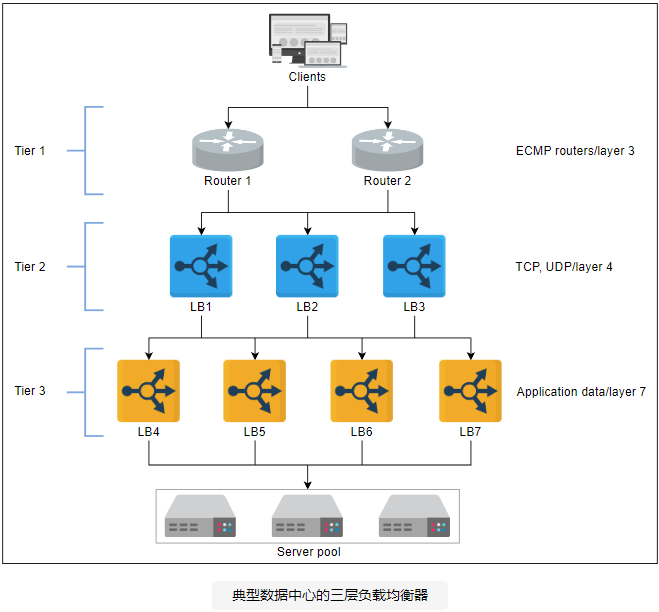 Clients
Tier 1
Router 1
Router 2
ECMP routers/layer 3
Tier 2
TCP, UDP/layer 4
LB1
LB2
LB3
Tier 3
Application data/layer 7
LB4
LB5
LB6
LB7
Server pool
典型数据中心的三层负载均衡器